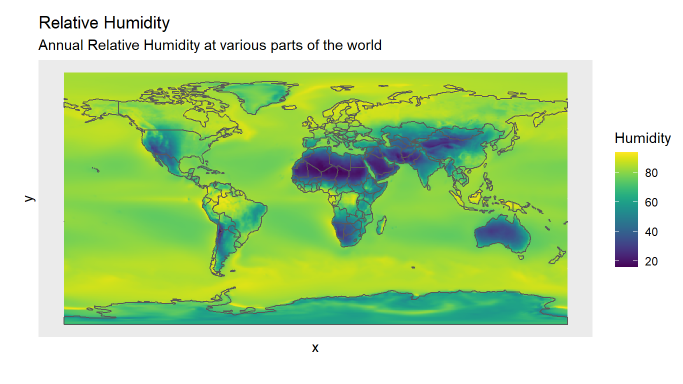 Relative Humidity
Annual Relative Humidity at various parts of the world
y
x
Humidity
80
60
40
20